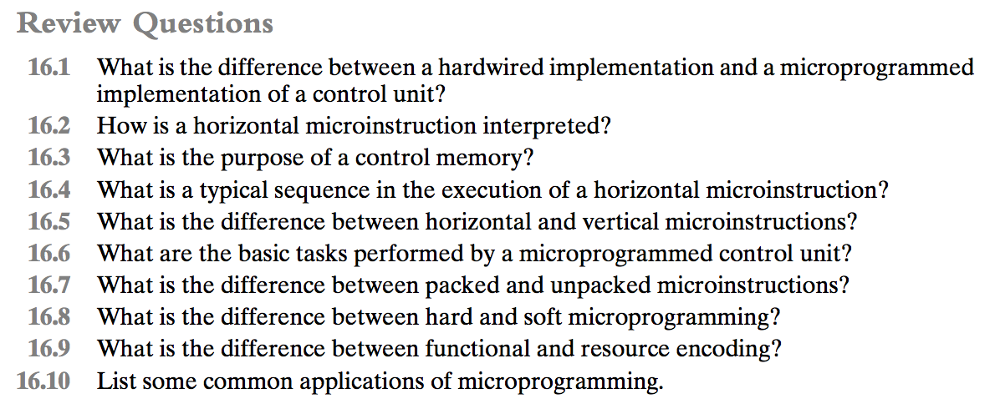 Review Questions
16.1 What is the difference between a hardwired implementation and a microprogrammed
implementation of a control unit?
16.2 How is a horizontal microinstruction interpreted?
16.3 What is the purpose of a control memory?
16.4 What is a typical sequence in the execution of a horizontal microinstruction?
16.5 What is the difference between horizontal and vertical microinstructions?
16.6 What are the basic tasks performed by a microprogrammed control unit?
16.7 What is the difference between packed and unpacked microinstructions?
16.8 What is the difference between hard and soft microprogramming?
16.9 What is the difference between functional and resource encoding?
16.10 List some common applications of microprogramming.